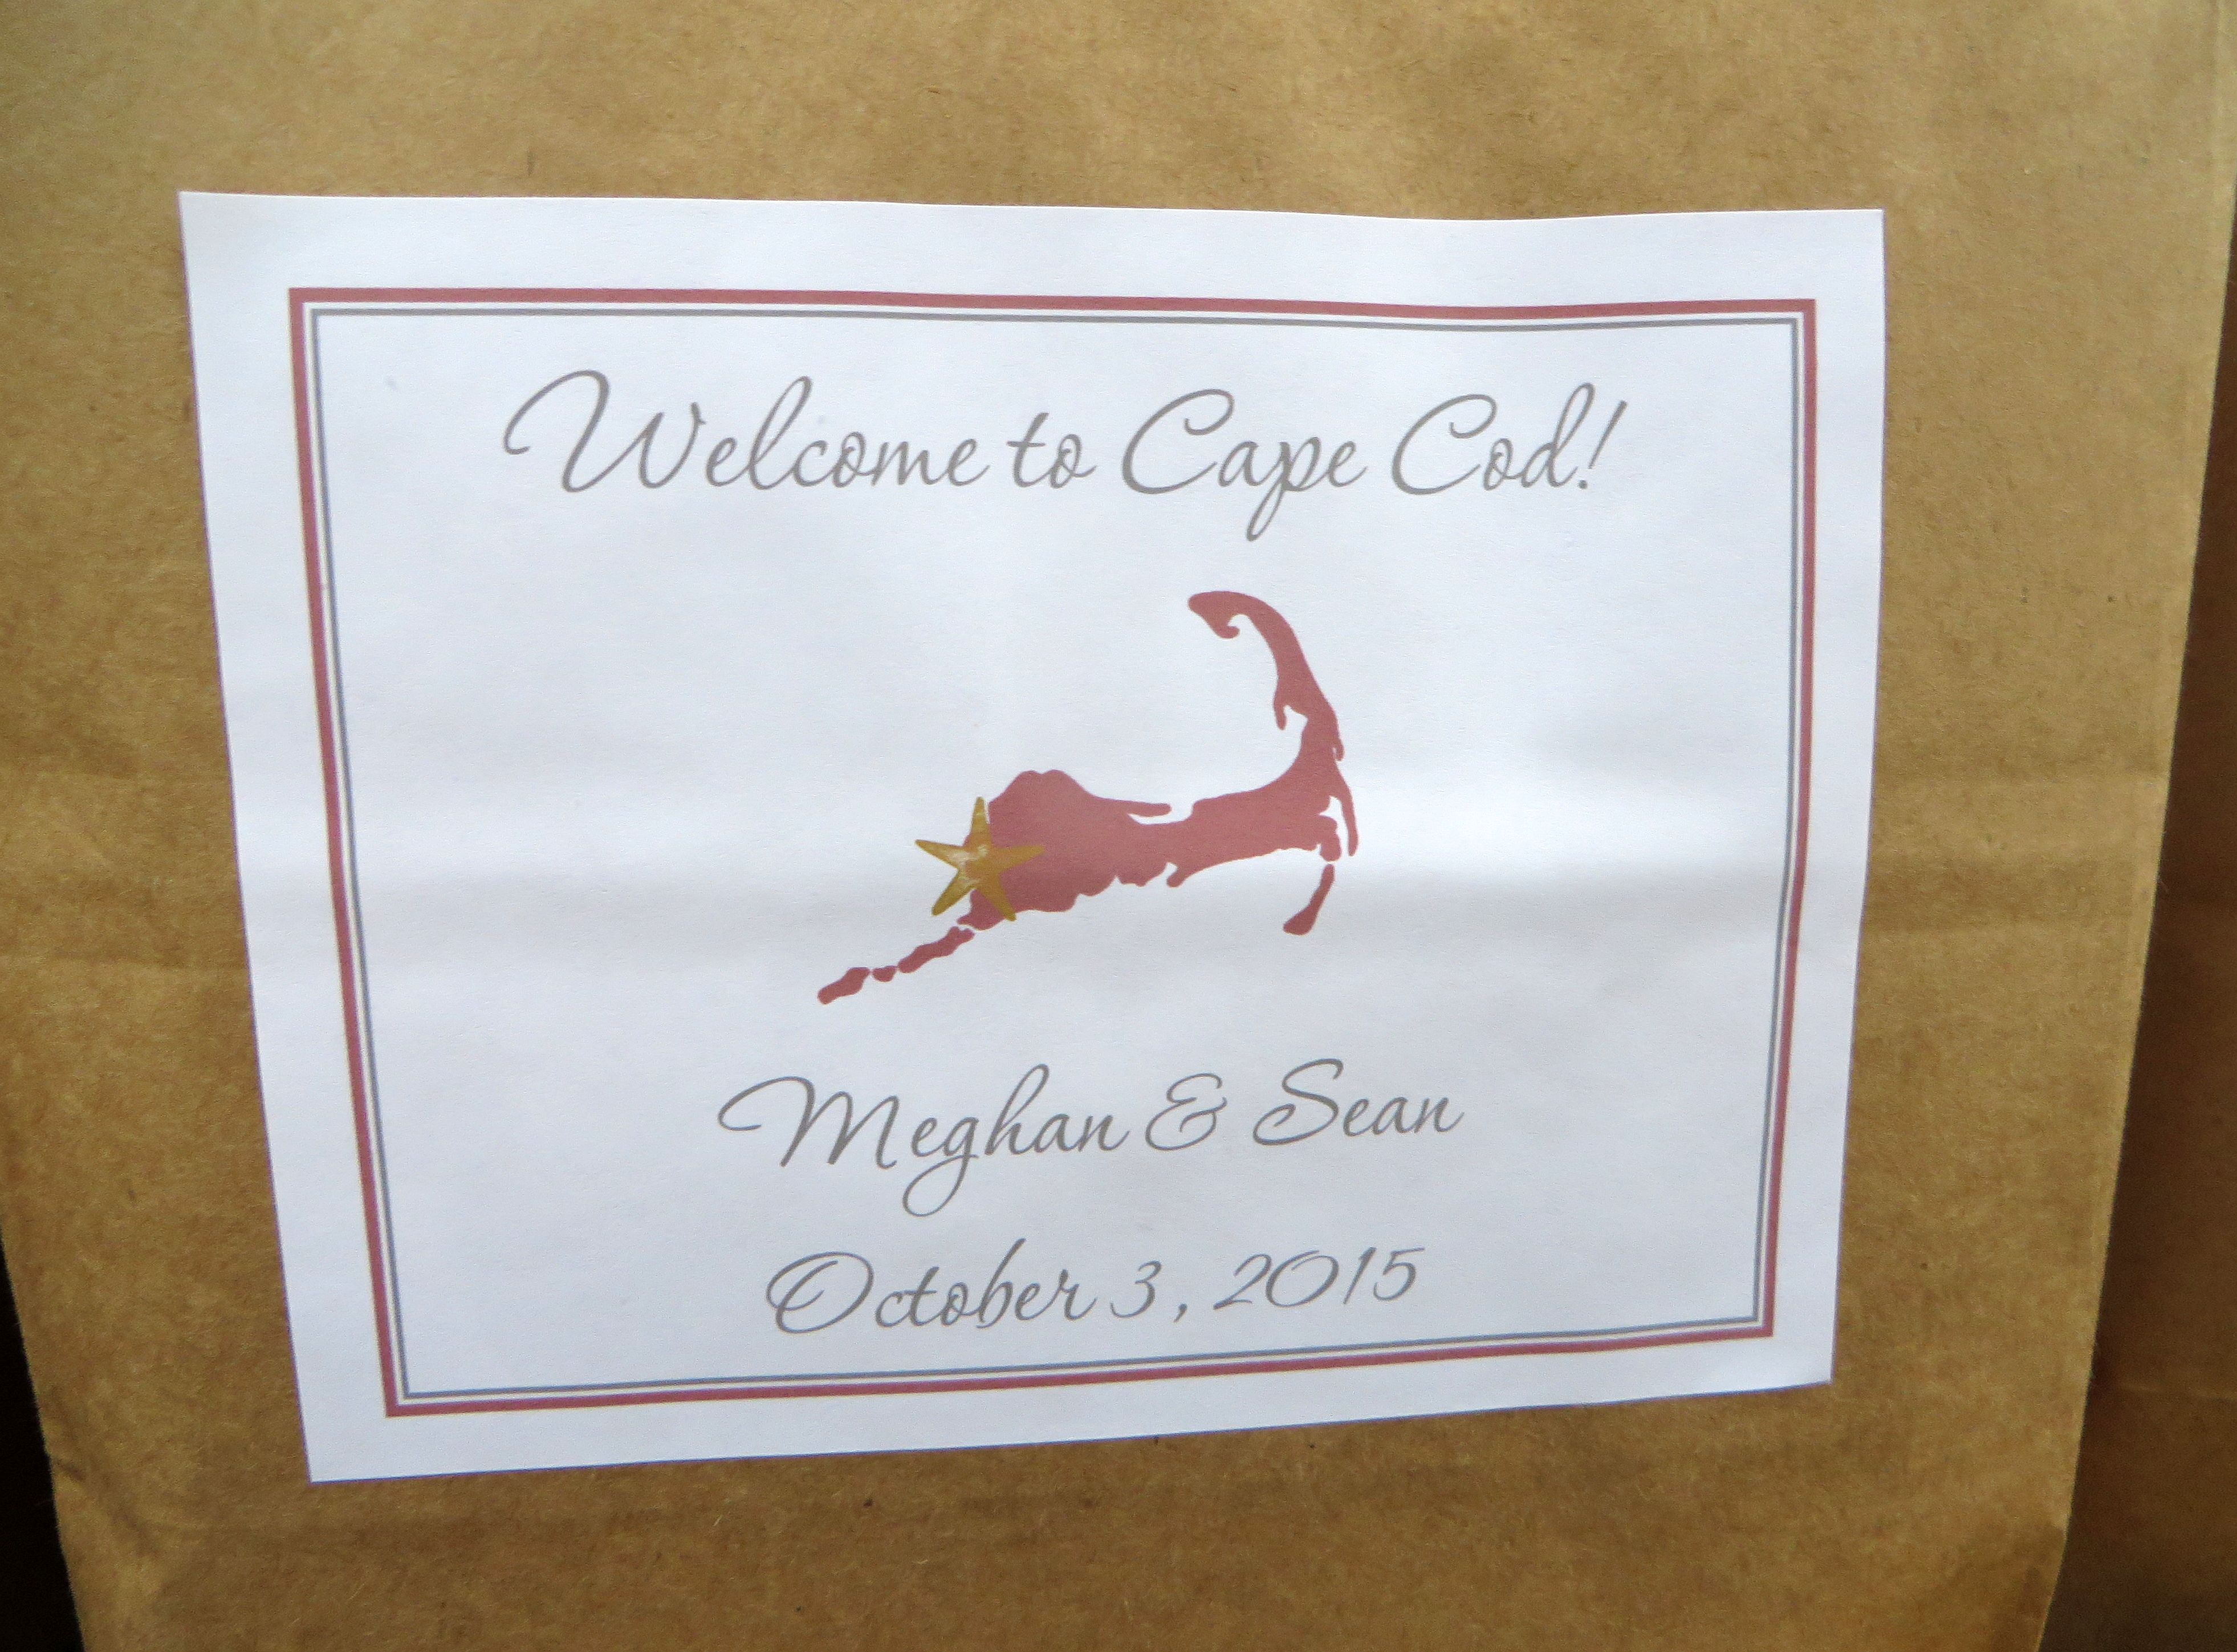 Welcome to Cape Cod!
Meghan & Sean
October 3, 2015